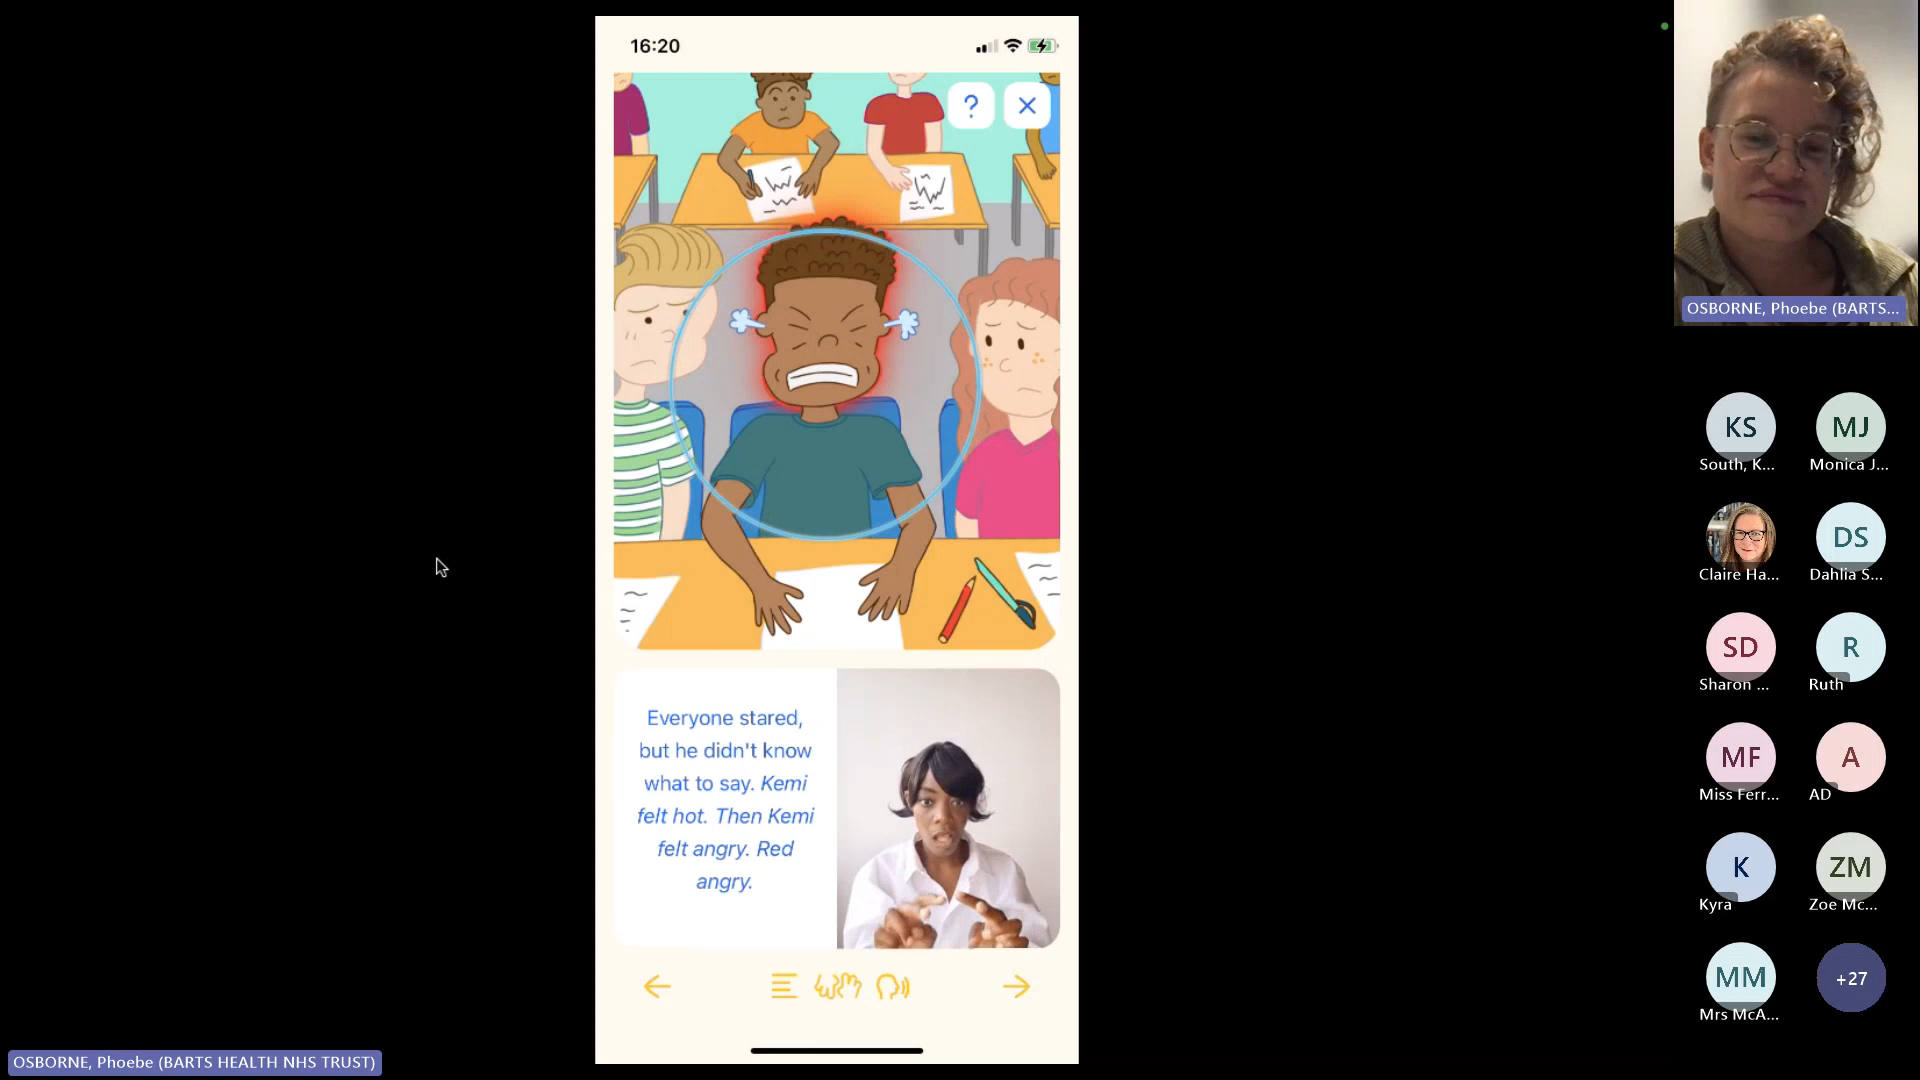 16:20
?
Everyone stared,
but he didn't know
what to say. Kemi
felt hot. Then Kemi
felt angry. Red
angry.
OSBORNE, Phoebe (BARTS...
KS
South, K...
MJ
Monica J...
Claire Ha...
DS
Dahlia S...
SD
Sharon ...
R
Ruth
MF
Miss Ferr...
A
AD
K
Kyra
ZM
Zoe Mc...
MM
Mrs McA...
+27
OSBORNE, Phoebe (BARTS HEALTH NHS TRUST)